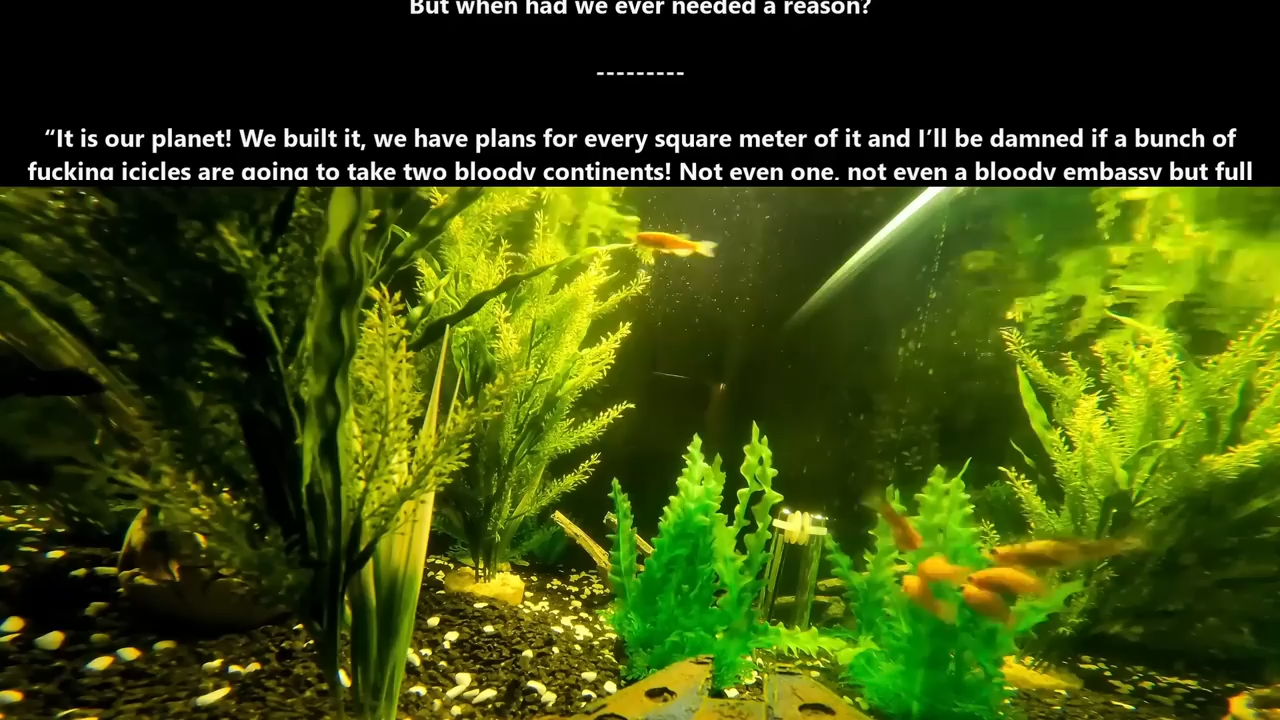 But when had we ever needed a reason?
---------
“It is our planet! We built it, we have plans for every square meter of it and I’ll be damned if a bunch of
fucking icicles are going to take two bloody continents! Not even one, not even a bloody embassy but full